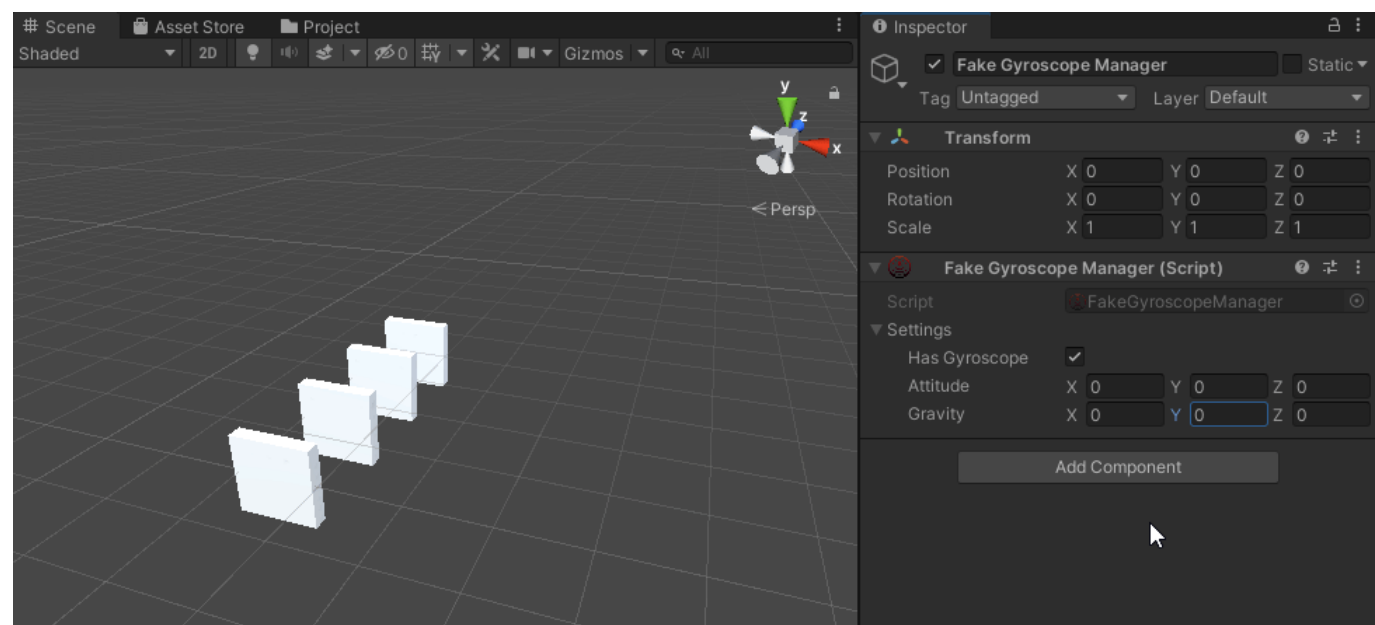 Scene Asset Store Project
Shaded 2D 0 Gizmos All
y
z
x
Persp
Inspector
Fake Gyroscope Manager Static
Tag Untagged Layer Default
Transform
Position X 0 Y 0 Z 0
Rotation X 0 Y 0 Z 0
Scale X 1 Y 1 Z 1
Fake Gyroscope Manager (Script)
Script FakeGyroscopeManager
Settings
Has Gyroscope
Attitude X 0 Y 0 Z 0
Gravity X 0 Y 0 Z 0
Add Component